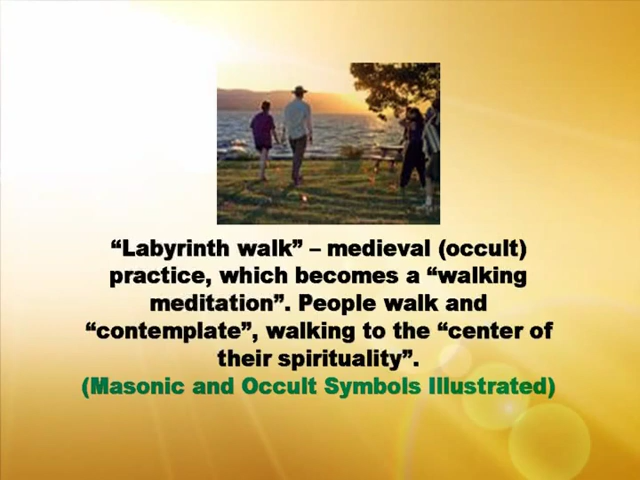 “Labyrinth walk” – medieval (occult)
practice, which becomes a “walking
meditation”. People walk and
“contemplate”, walking to the “center of
their spirituality”.
(Masonic and Occult Symbols Illustrated)